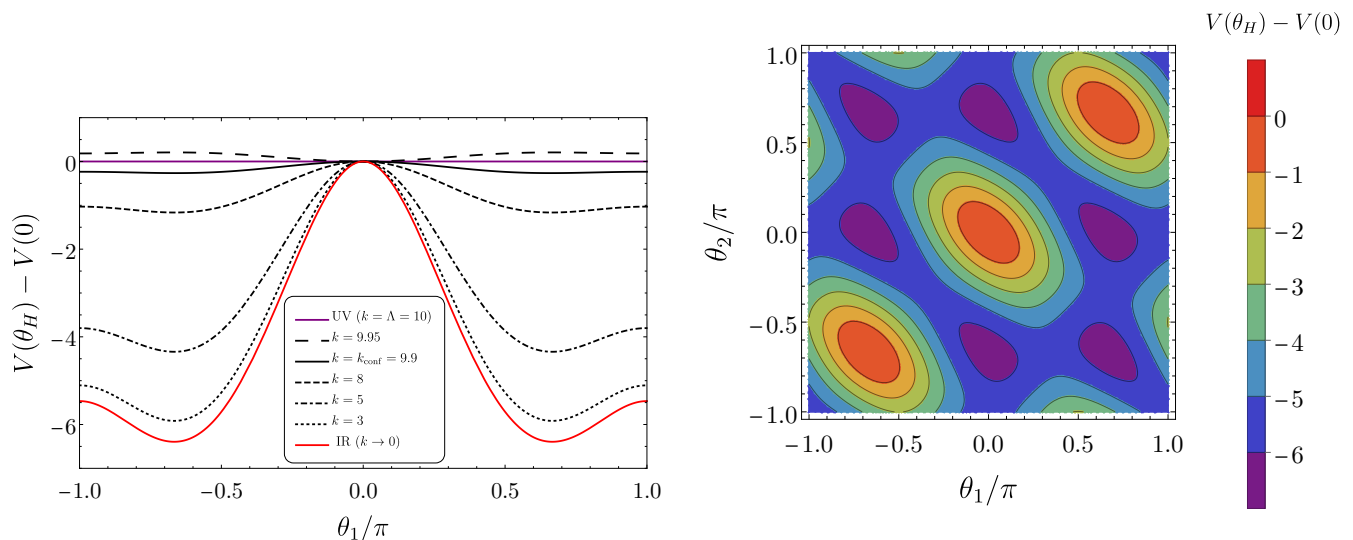 V(θ_H) − V(0)
0
−2
−4
−6
UV (k = Λ = 10)
k = 9.95
k = k_conf = 9.9
k = 8
k = 5
k = 3
IR (k → 0)
−1.0 −0.5 0.0 0.5 1.0
θ_1/π
θ_2/π
1.0
0.5
0.0
−0.5
−1.0
−1.0 −0.5 0.0 0.5 1.0
θ_1/π
V(θ_H) − V(0)
0
−1
−2
−3
−4
−5
−6